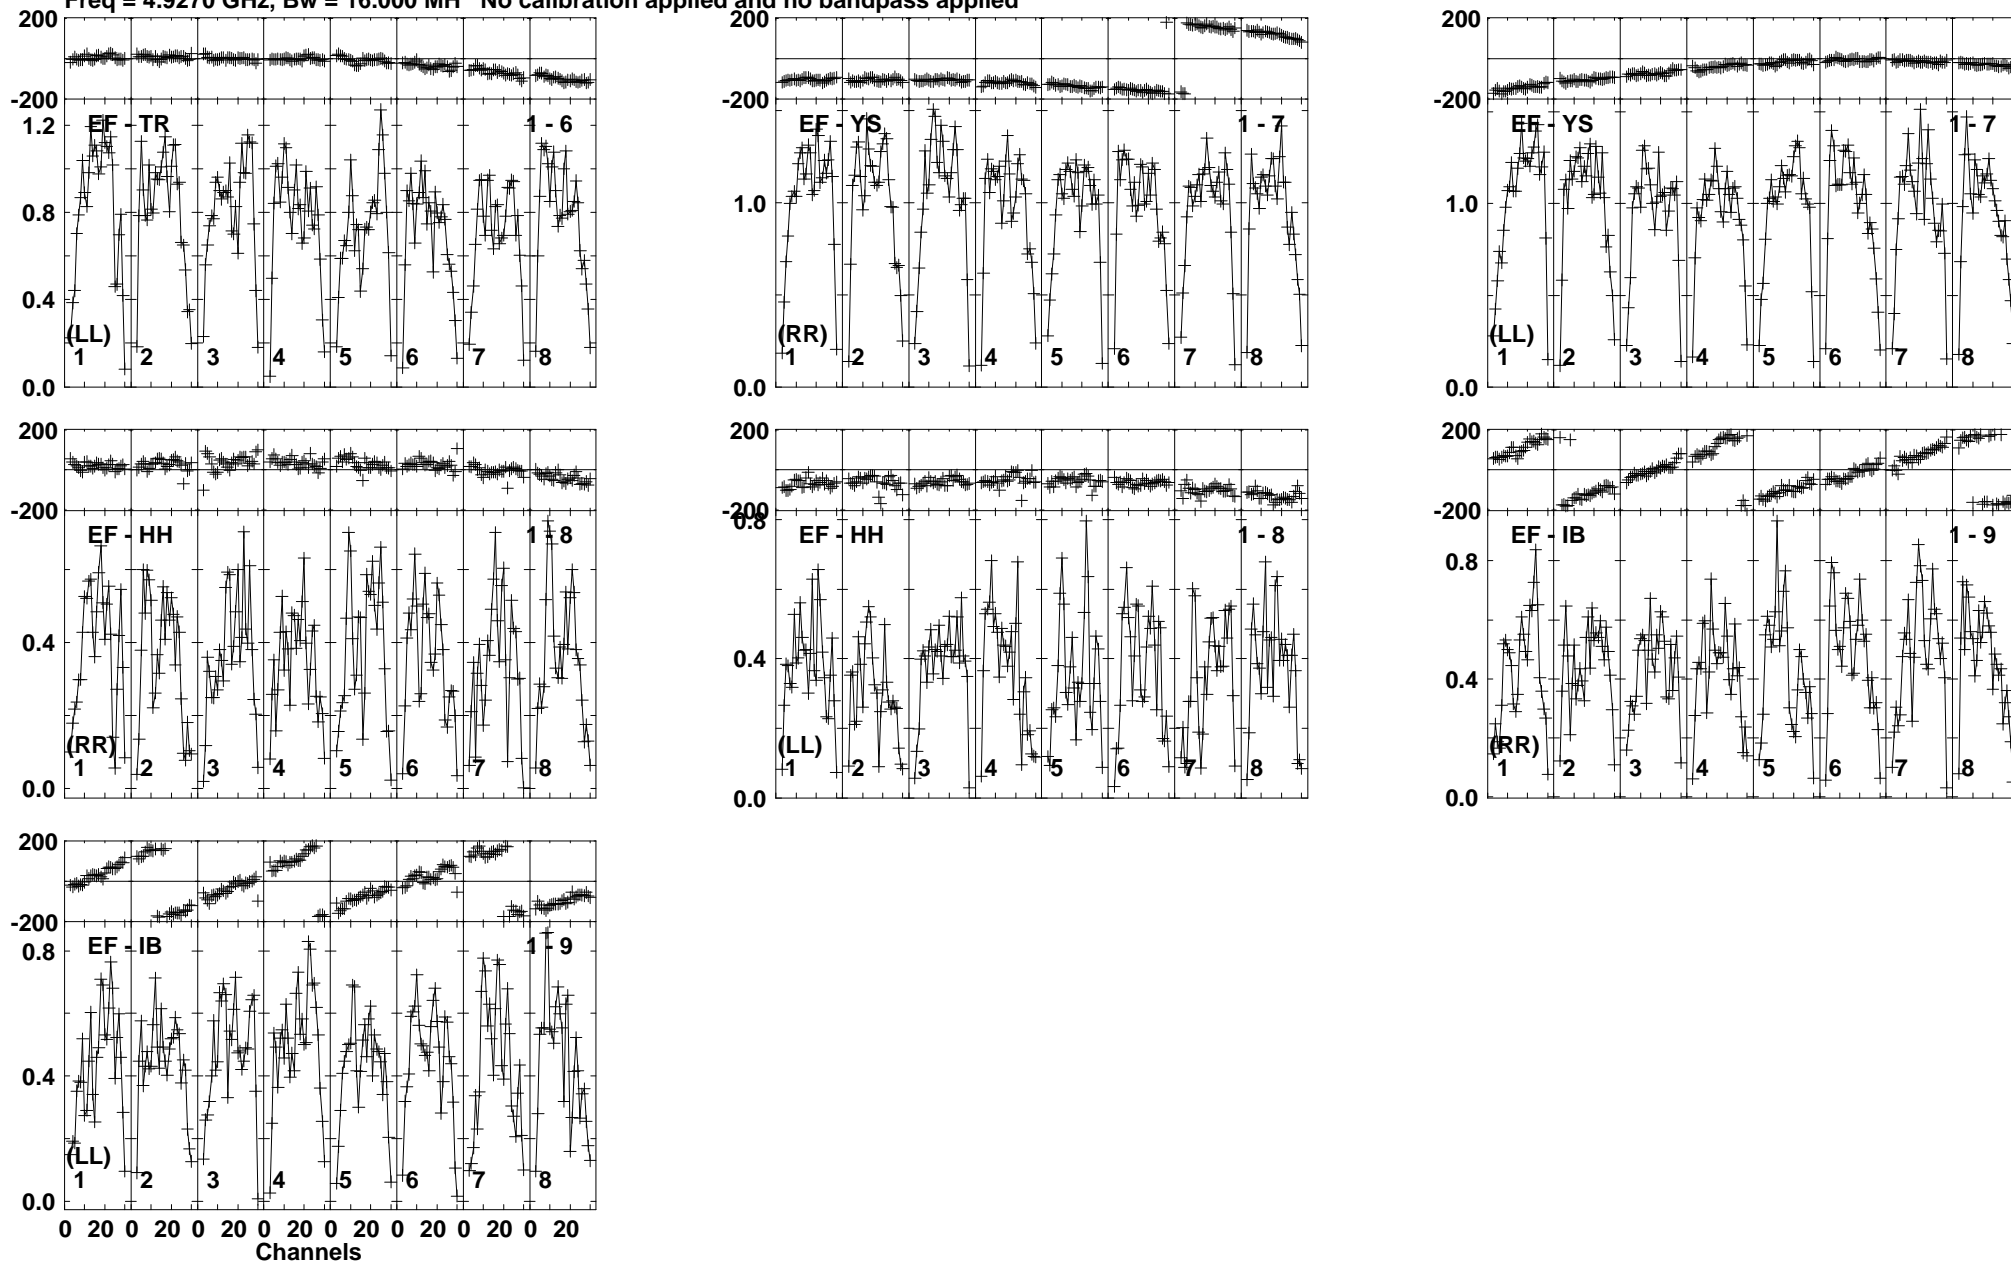 Freq = 4.9270 GHz, Bw = 16.000 MH No calibration applied and no bandpass applied
200
-200
EF - TR 1 - 6
1.2
0.8
0.4
0.0
(LL)
1 2 3 4 5 6 7 8
200
-200
EF - YS 1 - 7
1.0
0.0
(RR)
1 2 3 4 5 6 7 8
200
-200
EF - YS 1 - 7
1.0
0.0
(LL)
1 2 3 4 5 6 7 8
200
-200
EF - HH 1 - 8
0.4
0.0
(RR)
1 2 3 4 5 6 7 8
200
-200
0.8
EF - HH 1 - 8
0.4
0.0
(LL)
1 2 3 4 5 6 7 8
200
-200
EF - IB 1 - 9
0.8
0.4
0.0
(RR)
1 2 3 4 5 6 7 8
200
-200
EF - IB 1 - 9
0.8
0.4
0.0
(LL)
1 2 3 4 5 6 7 8
0 20 0 20 0 20 0 20 0 20 0 20 0 20 0 20
Channels